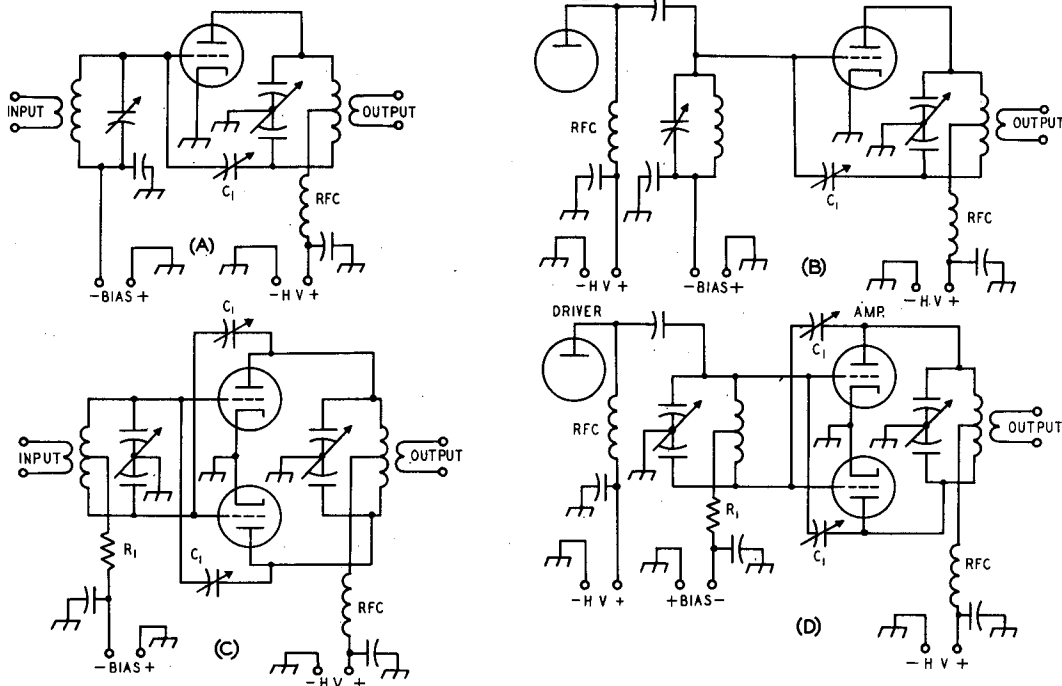 INPUT
OUTPUT
C₁
RFC
(A)
-BIAS+
-HV+
RFC
OUTPUT
C₁
RFC
(B)
-HV+
-BIAS+
-HV+
C₁
INPUT
OUTPUT
R₁
C₁
RFC
(C)
-BIAS+
-HV+
DRIVER
AMP.
C₁
RFC
OUTPUT
R₁
C₁
RFC
(D)
-HV+
+BIAS-
-HV+